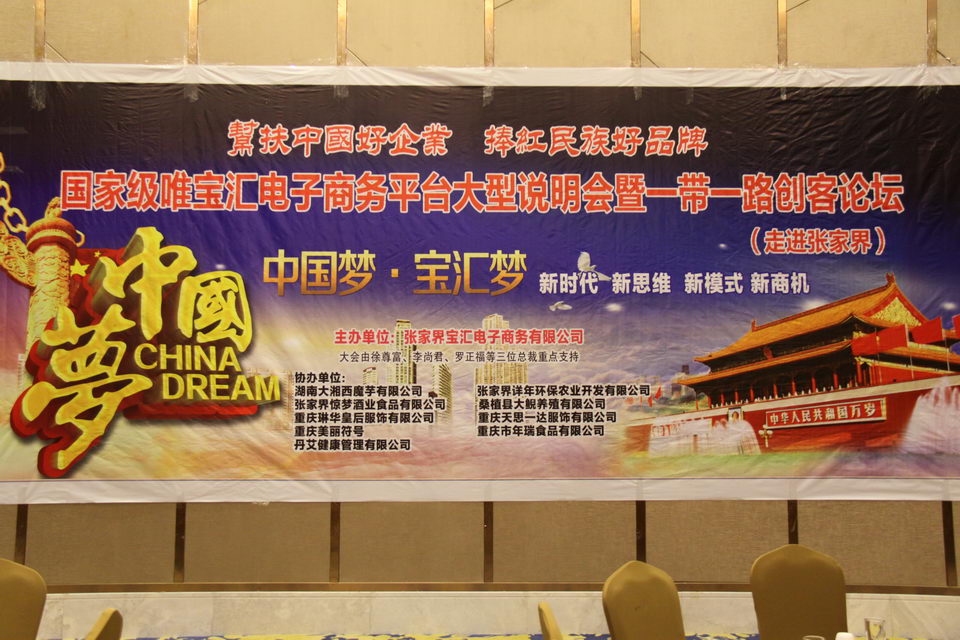 幫扶中國好企業 捧紅民族好品牌
国家级唯宝汇电子商务平台大型说明会暨一带一路创客论坛
（走进张家界）
中國夢
CHINA
DREAM
中国梦·宝汇梦
新时代 新思维 新模式 新商机
主办单位：张家界宝汇电子商务有限公司
大会由徐尊富、李尚君、罗正福等三位总裁重点支持
协办单位：
湖南大湘西魔芋有限公司
张家界惊梦酒业食品有限公司
重庆琳华皇后服饰有限公司
重庆美丽符号
丹艾健康管理有限公司
张家界详年环保农业开发有限公司
桑植县大鲵养殖有限公司
重庆天思一达服饰有限公司
重庆市年瑞食品有限公司
中华人民共和国万岁